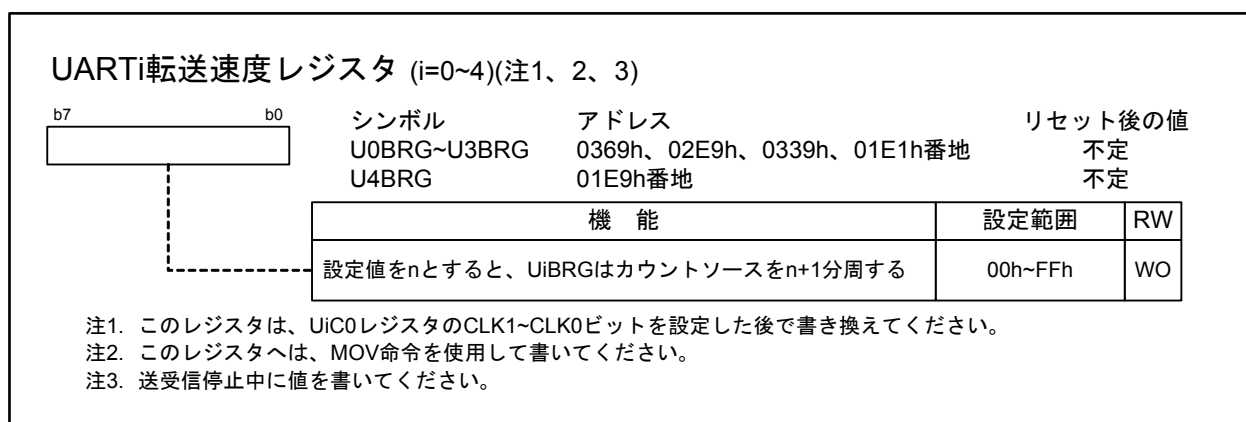 UARTi転送速度レジスタ (i=0~4)(注1、2、3)
b7 b0
シンボル アドレス リセット後の値
U0BRG~U3BRG 0369h、02E9h、0339h、01E1h番地 不定
U4BRG 01E9h番地 不定
機 能 設定範囲 RW
設定値をnとすると、UiBRGはカウントソースをn+1分周する 00h~FFh WO
注1. このレジスタは、UiC0レジスタのCLK1~CLK0ビットを設定した後で書き換えてください。
注2. このレジスタへは、MOV命令を使用して書いてください。
注3. 送受信停止中に値を書いてください。